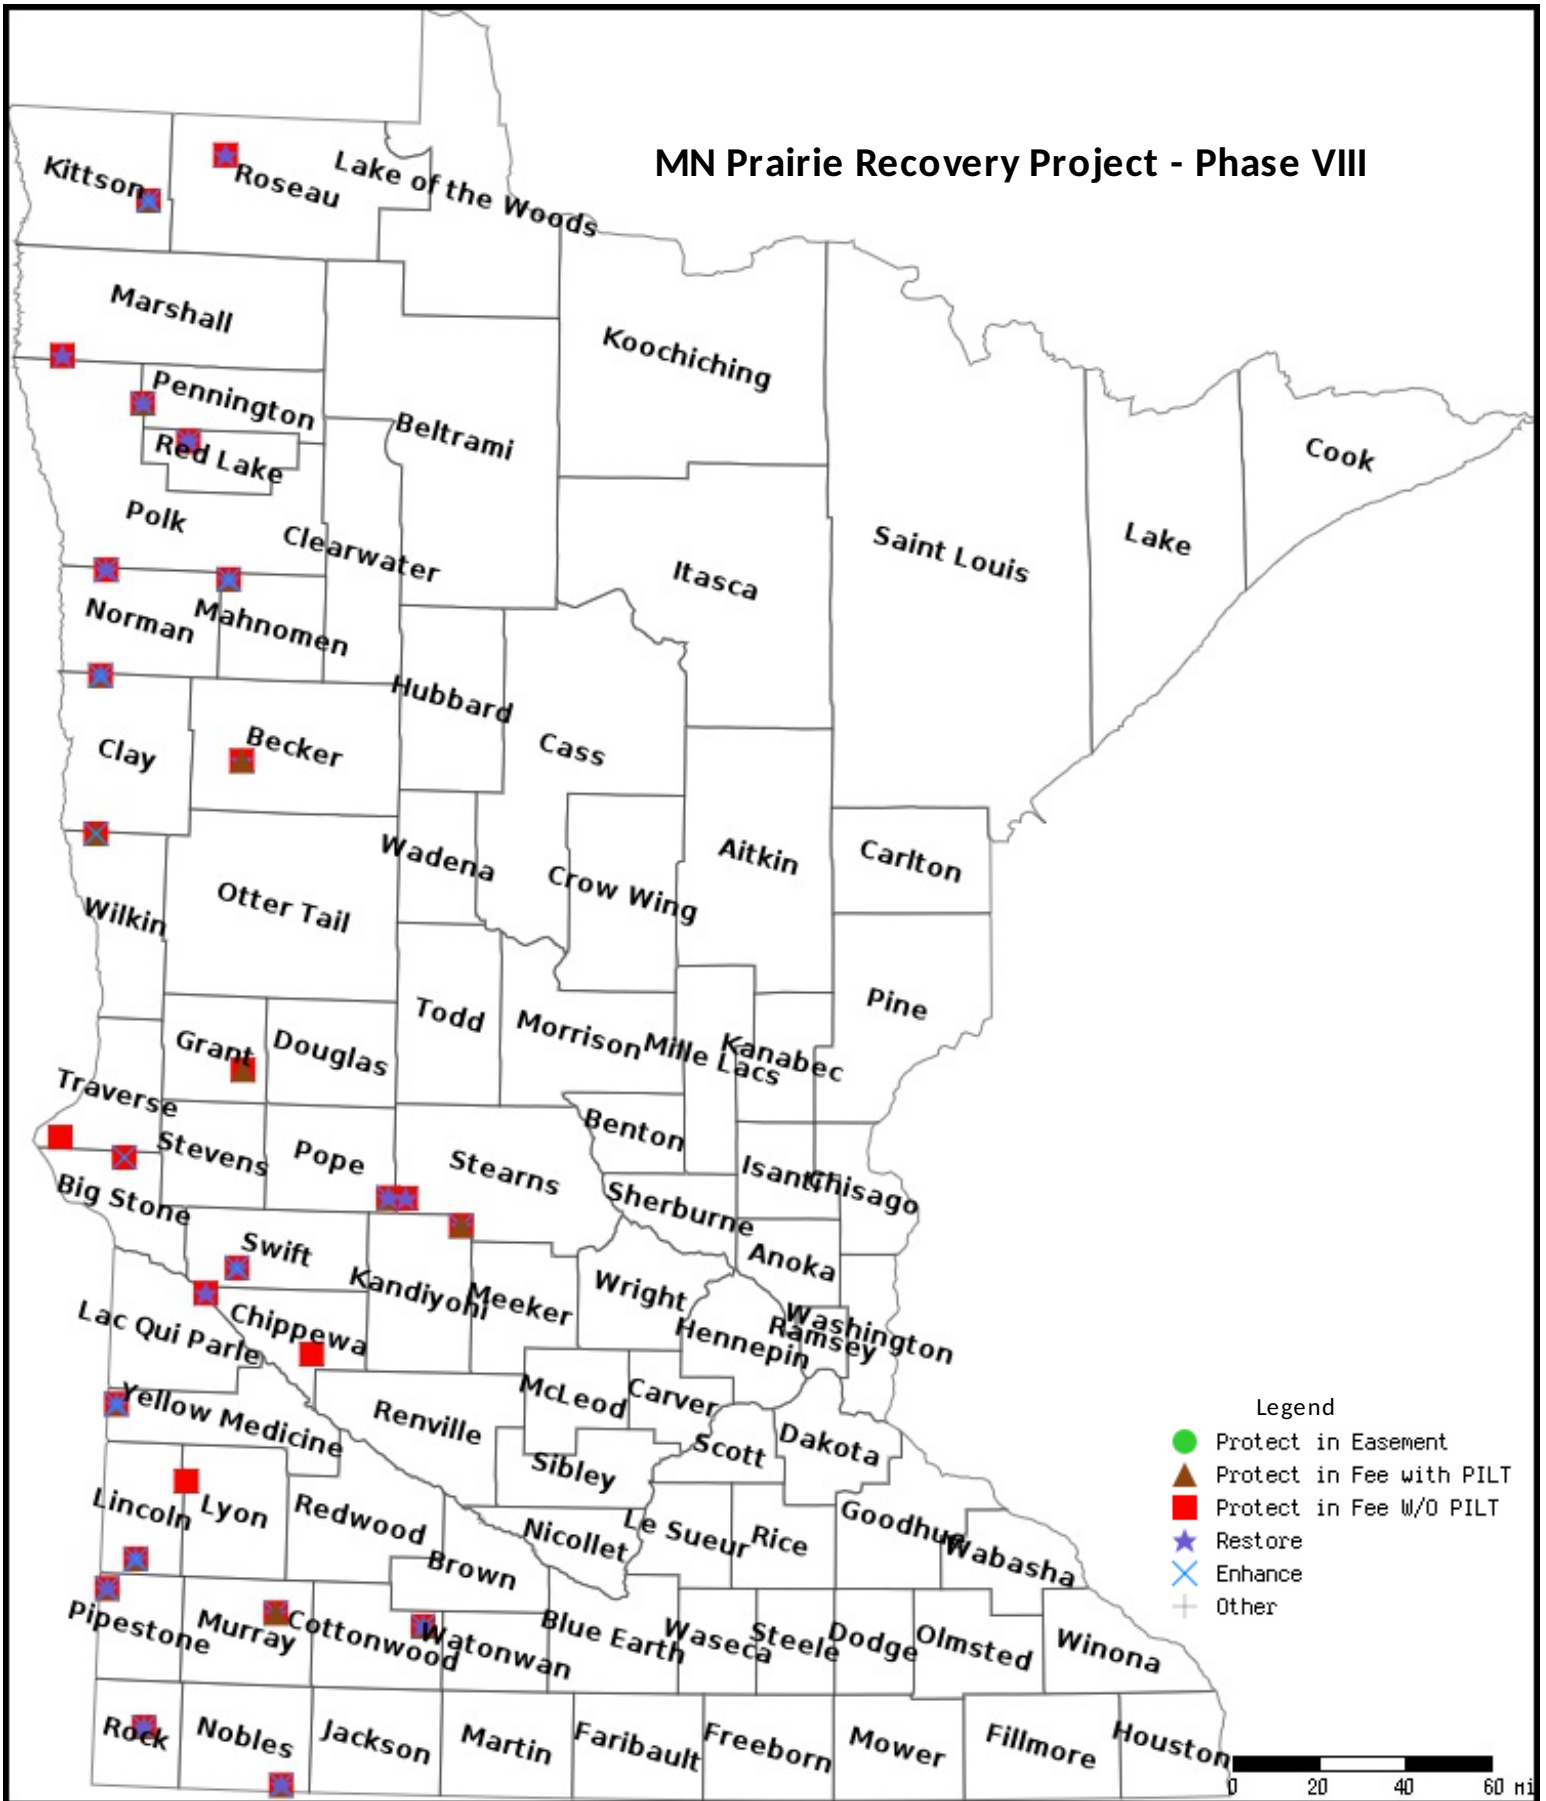 MN Prairie Recovery Project - Phase VIII
Kittson
Roseau
Lake of the Woods
Marshall
Koochiching
Pennington
Beltrami
Red Lake
Cook
Polk
Clearwater
Saint Louis
Lake
Itasca
Norman
Mahnomen
Hubbard
Cass
Clay
Becker
Wadena
Aitkin
Carlton
Crow Wing
Otter Tail
Wilkin
Pine
Todd
Morrison
Mille Lacs
Kanabec
Grant
Douglas
Traverse
Stevens
Pope
Stearns
Benton
Isanti
Chisago
Big Stone
Sherburne
Swift
Anoka
Kandiyohi
Meeker
Wright
Lac Qui Parle
Chippewa
Hennepin
Ramsey
Washington
Yellow Medicine
Renville
McLeod
Carver
Scott
Dakota
Sibley
Lincoln
Lyon
Redwood
Nicollet
Le Sueur
Rice
Goodhue
Wabasha
Brown
Pipestone
Murray
Cottonwood
Watonwan
Blue Earth
Waseca
Steele
Dodge
Olmsted
Winona
Rock
Nobles
Jackson
Martin
Faribault
Freeborn
Mower
Fillmore
Houston
Legend
Protect in Easement
Protect in Fee with PILT
Protect in Fee W/O PILT
Restore
Enhance
Other
0 20 40 60 mi